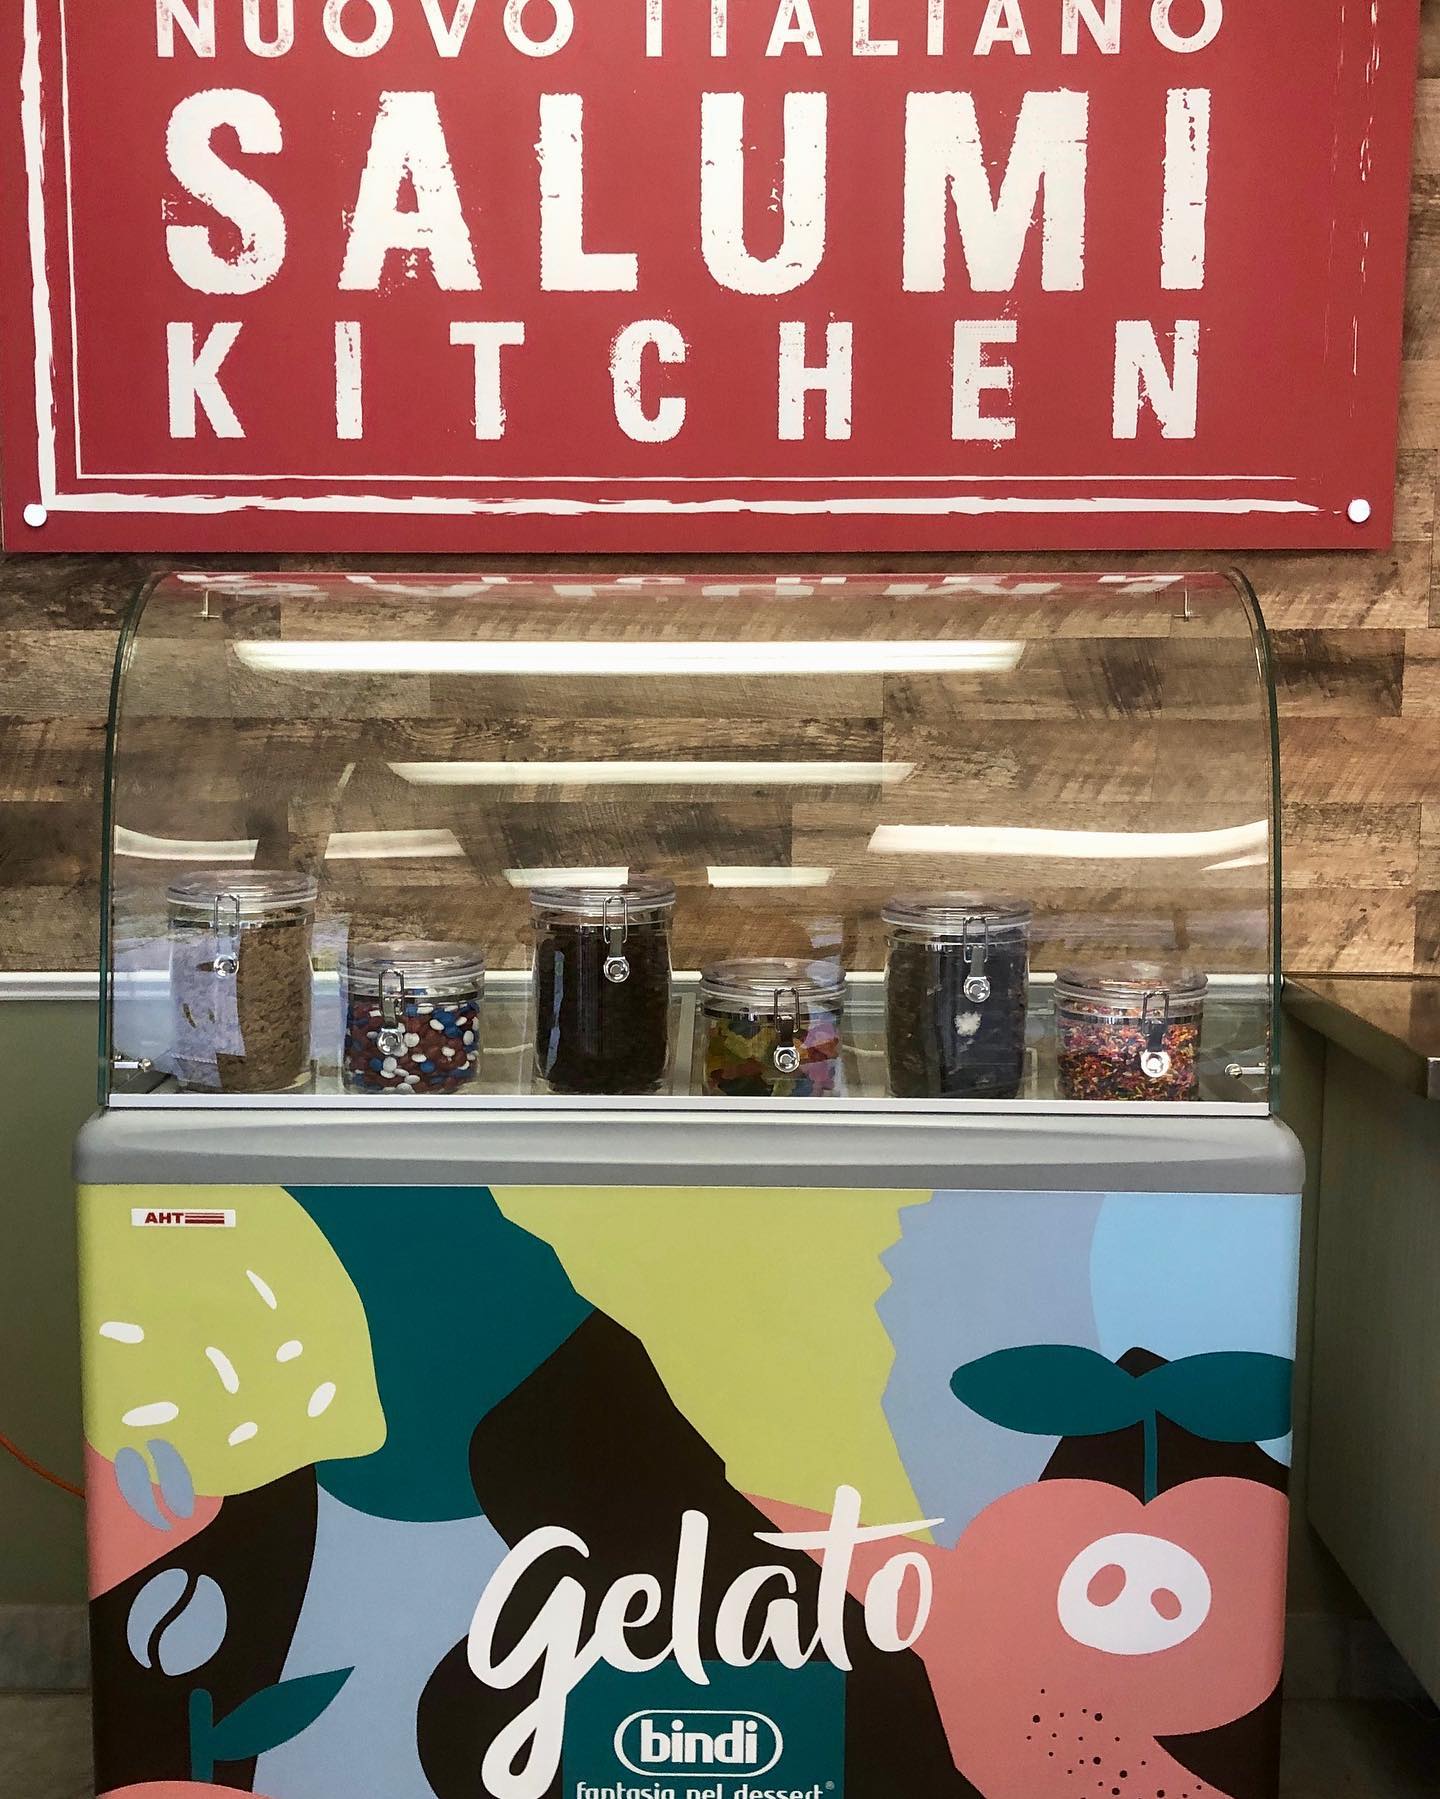 NUOVO ITALIANO
SALUMI
KITCHEN
AHT
gelato
bindi
fantasia nel dessert®